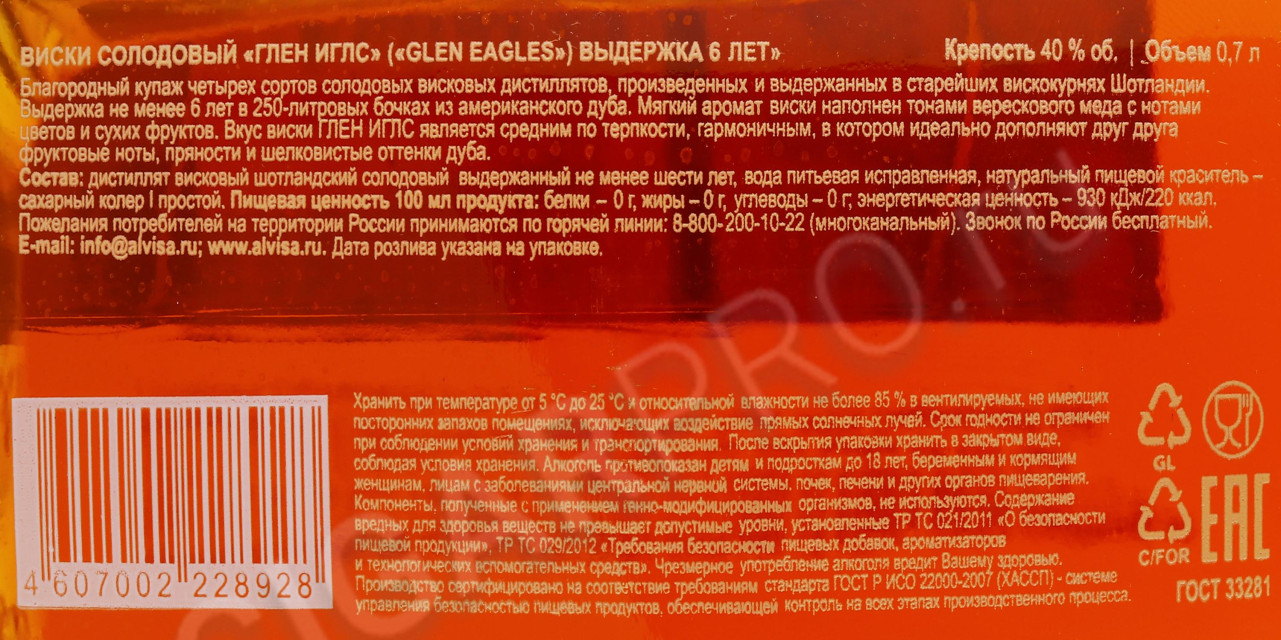 ВИСКИ СОЛОДОВЫЙ «ГЛЕН ИГЛС» («GLEN EAGLES») ВЫДЕРЖКА 6 ЛЕТ» Крепость 40 % об. | Объем 0,7 л
Благородный купаж четырех сортов солодовых висковых дистиллятов, произведенных и выдержанных в старейших вискокурнях Шотландии.
Выдержка не менее 6 лет в 250-литровых бочках из американского дуба. Мягкий аромат виски наполнен тонами верескового меда с нотами
цветов и сухих фруктов. Вкус виски ГЛЕН ИГЛС является средним по терпкости, гармоничным, в котором идеально дополняют друг друга
фруктовые ноты, пряности и шелковистые оттенки дуба.
Состав: дистиллят висковый шотландский солодовый выдержанный не менее шести лет, вода питьевая исправленная, натуральный пищевой краситель –
сахарный колер I простой. Пищевая ценность 100 мл продукта: белки – 0 г, жиры – 0 г, углеводы – 0 г; энергетическая ценность – 930 кДж/220 ккал.
Пожелания потребителей на территории России принимаются по горячей линии: 8-800-200-10-22 (многоканальный). Звонок по России бесплатный.
E-mail: info@alvisa.ru; www.alvisa.ru. Дата розлива указана на упаковке.
Хранить при температуре от 5 °С до 25 °С и относительной влажности не более 85 % в вентилируемых, не имеющих
посторонних запахов помещениях, исключающих воздействие прямых солнечных лучей. Срок годности не ограничен
при соблюдении условий хранения и транспортирования. После вскрытия упаковки хранить в закрытом виде,
соблюдая условия хранения. Алкоголь противопоказан детям и подросткам до 18 лет, беременным и кормящим
женщинам, лицам с заболеваниями центральной нервной системы, почек, печени и других органов пищеварения.
Компоненты, полученные с применением генно-модифицированных организмов, не используются. Содержание
вредных для здоровья веществ не превышает допустимые уровни, установленные ТР ТС 021/2011 «О безопасности
пищевой продукции», ТР ТС 029/2012 «Требования безопасности пищевых добавок, ароматизаторов
и технологических вспомогательных средств». Чрезмерное употребление алкоголя вредит Вашему здоровью.
Производство сертифицировано на соответствие требованиям стандарта ГОСТ Р ИСО 22000-2007 (ХАССП) - системе
управления безопасностью пищевых продуктов, обеспечивающей контроль на всех этапах производственного процесса.
4 607002 228928
GL
C/FOR
EAC
ГОСТ 33281
CIGARPRO.ru